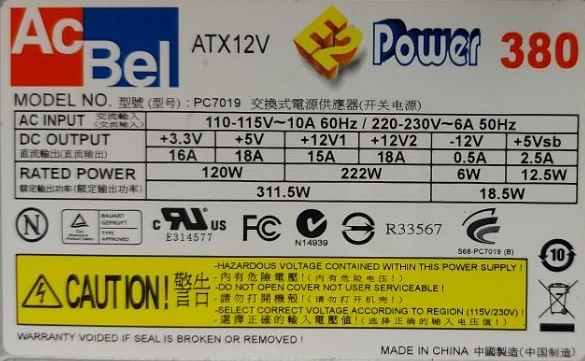 AcBel ATX12V E2 Power 380
MODEL NO. 型號 (型号) : PC7019 交換式電源供應器(开关电源)
AC INPUT 交流輸入 (交流输入) 110-115V～10A 60Hz / 220-230V～6A 50Hz
DC OUTPUT 直流輸出(直流输出) +3.3V +5V +12V1 +12V2 -12V +5Vsb
16A 18A 15A 18A 0.5A 2.5A
RATED POWER 額定輸出功率(额定输出功率) 120W 222W 6W 12.5W
311.5W 18.5W
N BAUART GEPRÜFT TYPE APPROVED c RU US E314577 FC N14939 R33567 S68-PC7019 (B) 10
CAUTION! 警告
-HAZARDOUS VOLTAGE CONTAINED WITHIN THIS POWER SUPPLY !
-內有危險電壓! (内有危险电压!)
-DO NOT OPEN COVER NOT USER SERVICEABLE !
-請勿打開機殼! (请勿打开机壳!)
-SELECT CORRECT VOLTAGE ACCORDING TO REGION (115V/230V)!
-選擇正確的輸入電壓值! (选择正确的输入电压值!)
WARRANTY VOIDED IF SEAL IS BROKEN OR REMOVED
MADE IN CHINA 中國製造(中国制造)